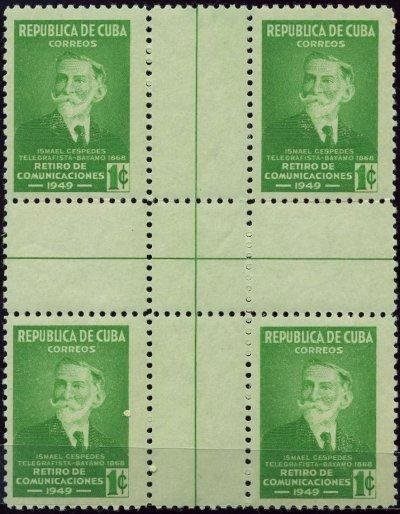 REPUBLICA DE CUBA
CORREOS
ISMAEL CESPEDES
TELEGRAFISTA-BAYAMO 1868
RETIRO DE
COMUNICACIONES
1949
1¢
REPUBLICA DE CUBA
CORREOS
ISMAEL CESPEDES
TELEGRAFISTA-BAYAMO 1868
RETIRO DE
COMUNICACIONES
1949
1¢
REPUBLICA DE CUBA
CORREOS
ISMAEL CESPEDES
TELEGRAFISTA-BAYAMO 1868
RETIRO DE
COMUNICACIONES
1949
1¢
REPUBLICA DE CUBA
CORREOS
ISMAEL CESPEDES
TELEGRAFISTA-BAYAMO 1868
RETIRO DE
COMUNICACIONES
1949
1¢